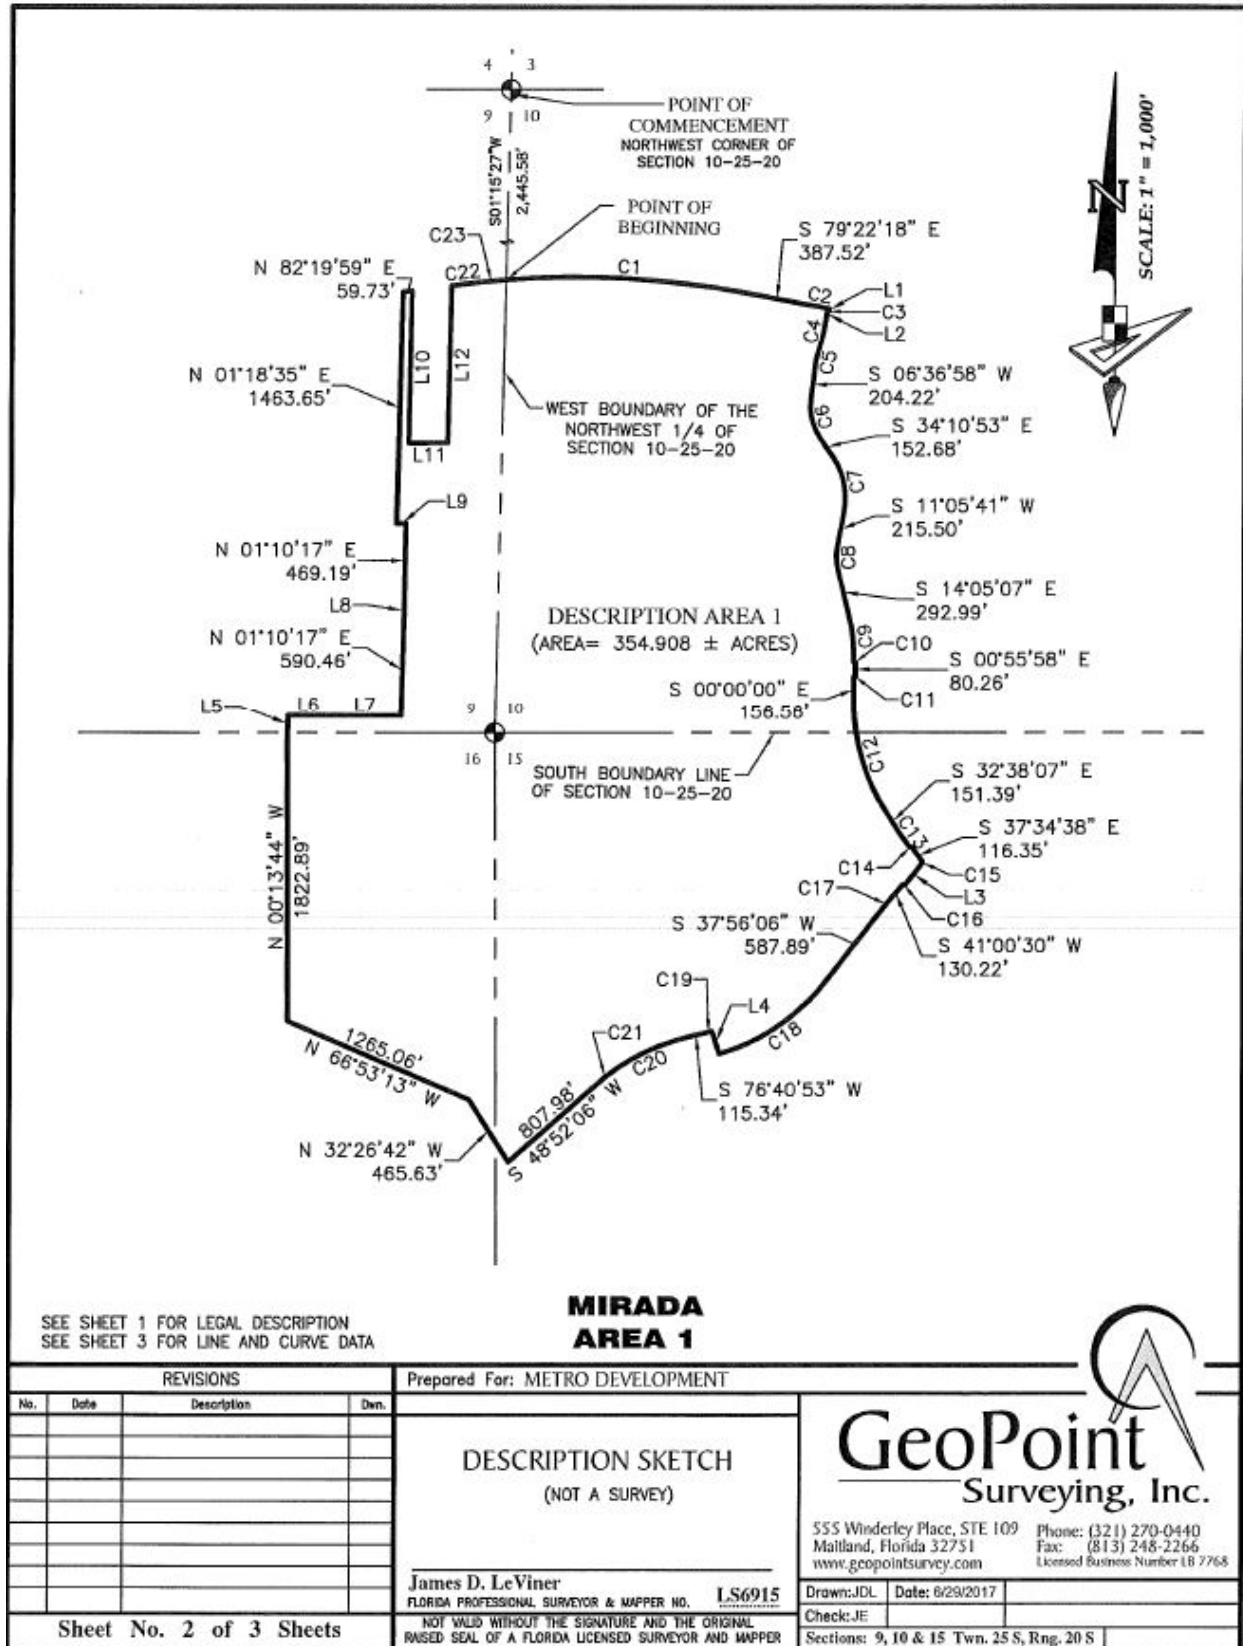 4 3
9 10
POINT OF
COMMENCEMENT
NORTHWEST CORNER OF
SECTION 10-25-20
S01°15'27"W
2,445.58'
POINT OF
BEGINNING
N
SCALE: 1" = 1,000'
C23
C22
C1
S 79°22'18" E
387.52'
N 82°19'59" E
59.73'
C2
L1
C3
L2
C4
C5
L10
L12
N 01°18'35" E
1463.65'
S 06°36'58" W
204.22'
WEST BOUNDARY OF THE
NORTHWEST 1/4 OF
SECTION 10-25-20
C6
S 34°10'53" E
152.68'
L11
C7
L9
S 11°05'41" W
215.50'
N 01°10'17" E
469.19'
C8
S 14°05'07" E
292.99'
L8
DESCRIPTION AREA 1
(AREA= 354.908 ± ACRES)
N 01°10'17" E
590.46'
C9
C10
S 00°55'58" E
80.26'
S 00°00'00" E
156.56'
C11
L5
L6
L7
9 10
16 15
SOUTH BOUNDARY LINE
OF SECTION 10-25-20
C12
S 32°38'07" E
151.39'
N 00°13'44" W
1822.89'
C13
S 37°34'38" E
116.35'
C14
C15
L3
C17
C16
S 37°56'06" W
587.89'
S 41°00'30" W
130.22'
C19
L4
C18
C21
C20
1265.06'
N 66°53'13" W
S 76°40'53" W
115.34'
807.98'
S 48°52'06" W
N 32°26'42" W
465.63'
MIRADA
AREA 1
SEE SHEET 1 FOR LEGAL DESCRIPTION
SEE SHEET 3 FOR LINE AND CURVE DATA
REVISIONS
No. Date Description Dwn.
Sheet No. 2 of 3 Sheets
Prepared For: METRO DEVELOPMENT
DESCRIPTION SKETCH
(NOT A SURVEY)
James D. LeViner
FLORIDA PROFESSIONAL SURVEYOR & MAPPER NO. LS6915
NOT VALID WITHOUT THE SIGNATURE AND THE ORIGINAL
RAISED SEAL OF A FLORIDA LICENSED SURVEYOR AND MAPPER
GeoPoint
Surveying, Inc.
555 Winderley Place, STE 109
Maitland, Florida 32751
www.geopointsurvey.com
Phone: (321) 270-0440
Fax: (813) 248-2266
Licensed Business Number LB 7768
Drawn:JDL Date: 6/29/2017
Check:JE
Sections: 9, 10 & 15 Twn. 25 S, Rng. 20 S